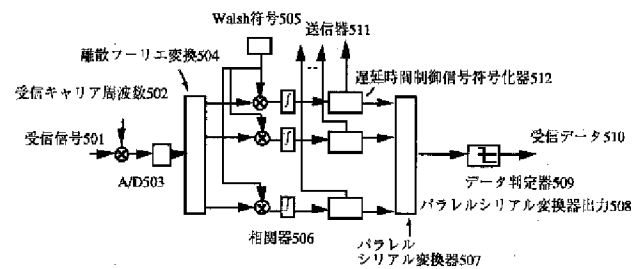 Walsh符号505
送信器511
離散フーリエ変換504
遅延時間制御信号符号化器512
受信キャリア周波数502
受信信号501
受信データ510
A/D503
データ判定器509
パラレルシリアル変換器出力508
相関器506
パラレル
シリアル変換器507